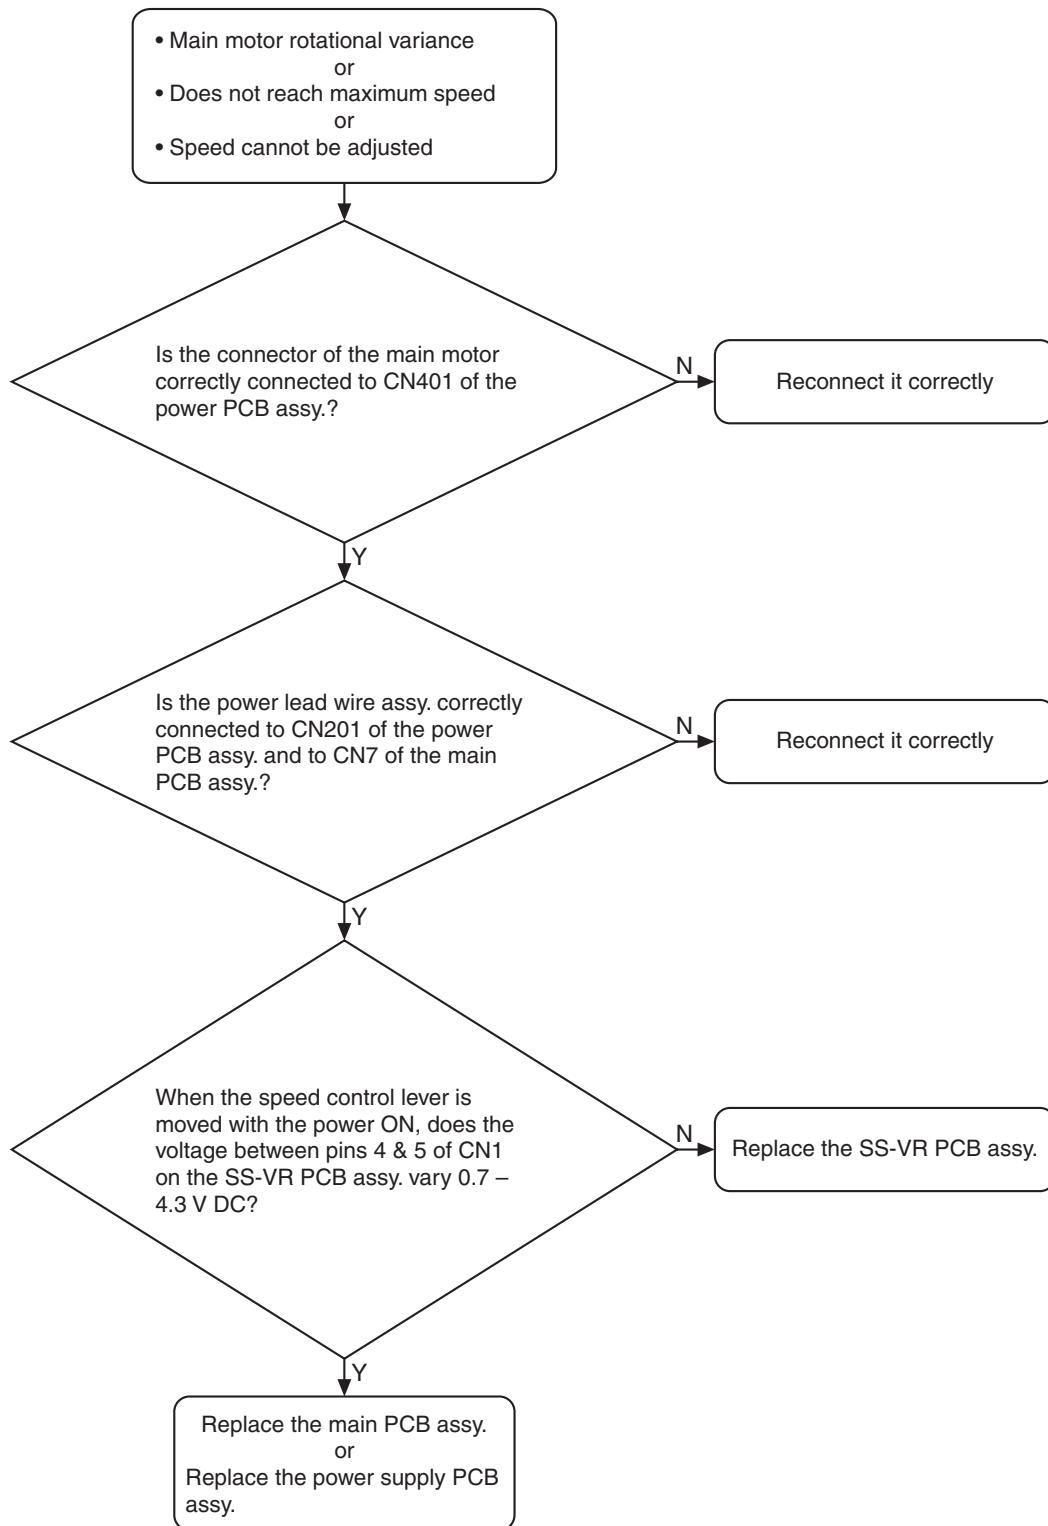 • Main motor rotational variance
or
• Does not reach maximum speed
or
• Speed cannot be adjusted
Is the connector of the main motor
correctly connected to CN401 of the
power PCB assy.?
N
Reconnect it correctly
Y
Is the power lead wire assy. correctly
connected to CN201 of the power
PCB assy. and to CN7 of the main
PCB assy.?
N
Reconnect it correctly
Y
When the speed control lever is
moved with the power ON, does the
voltage between pins 4 & 5 of CN1
on the SS-VR PCB assy. vary 0.7 –
4.3 V DC?
N
Replace the SS-VR PCB assy.
Y
Replace the main PCB assy.
or
Replace the power supply PCB
assy.